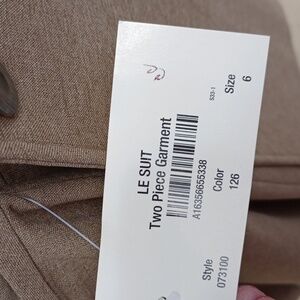 LE SUIT
Two Piece Garment
A16356655338
S33-1
Style
073100
Color
126
Size
6